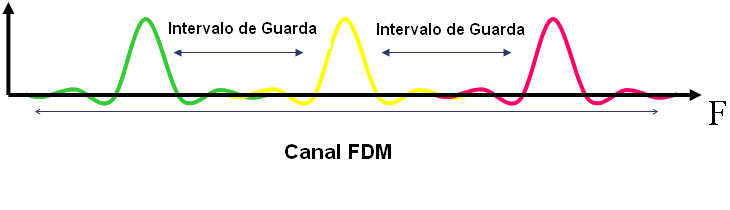 Intervalo de Guarda
Intervalo de Guarda
F
Canal FDM